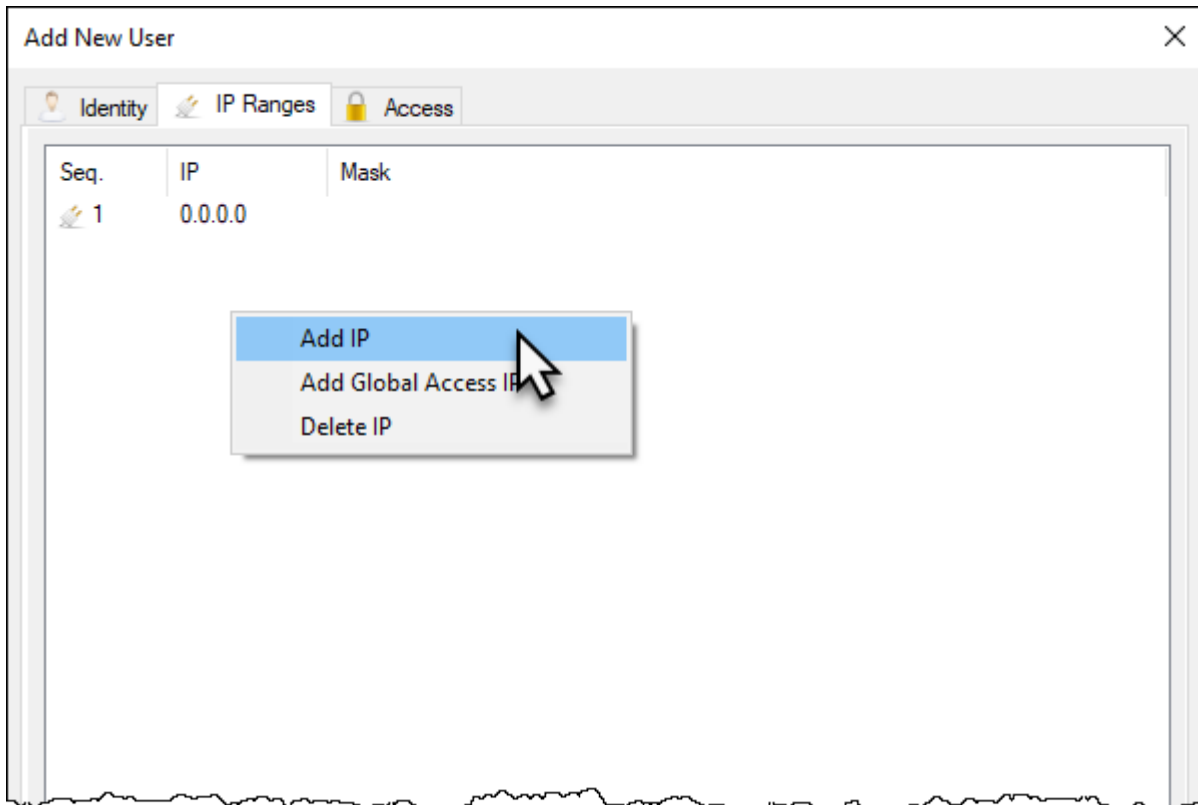 Add New User
Identity IP Ranges Access
Seq. IP Mask
1 0.0.0.0
Add IP
Add Global Access IP
Delete IP